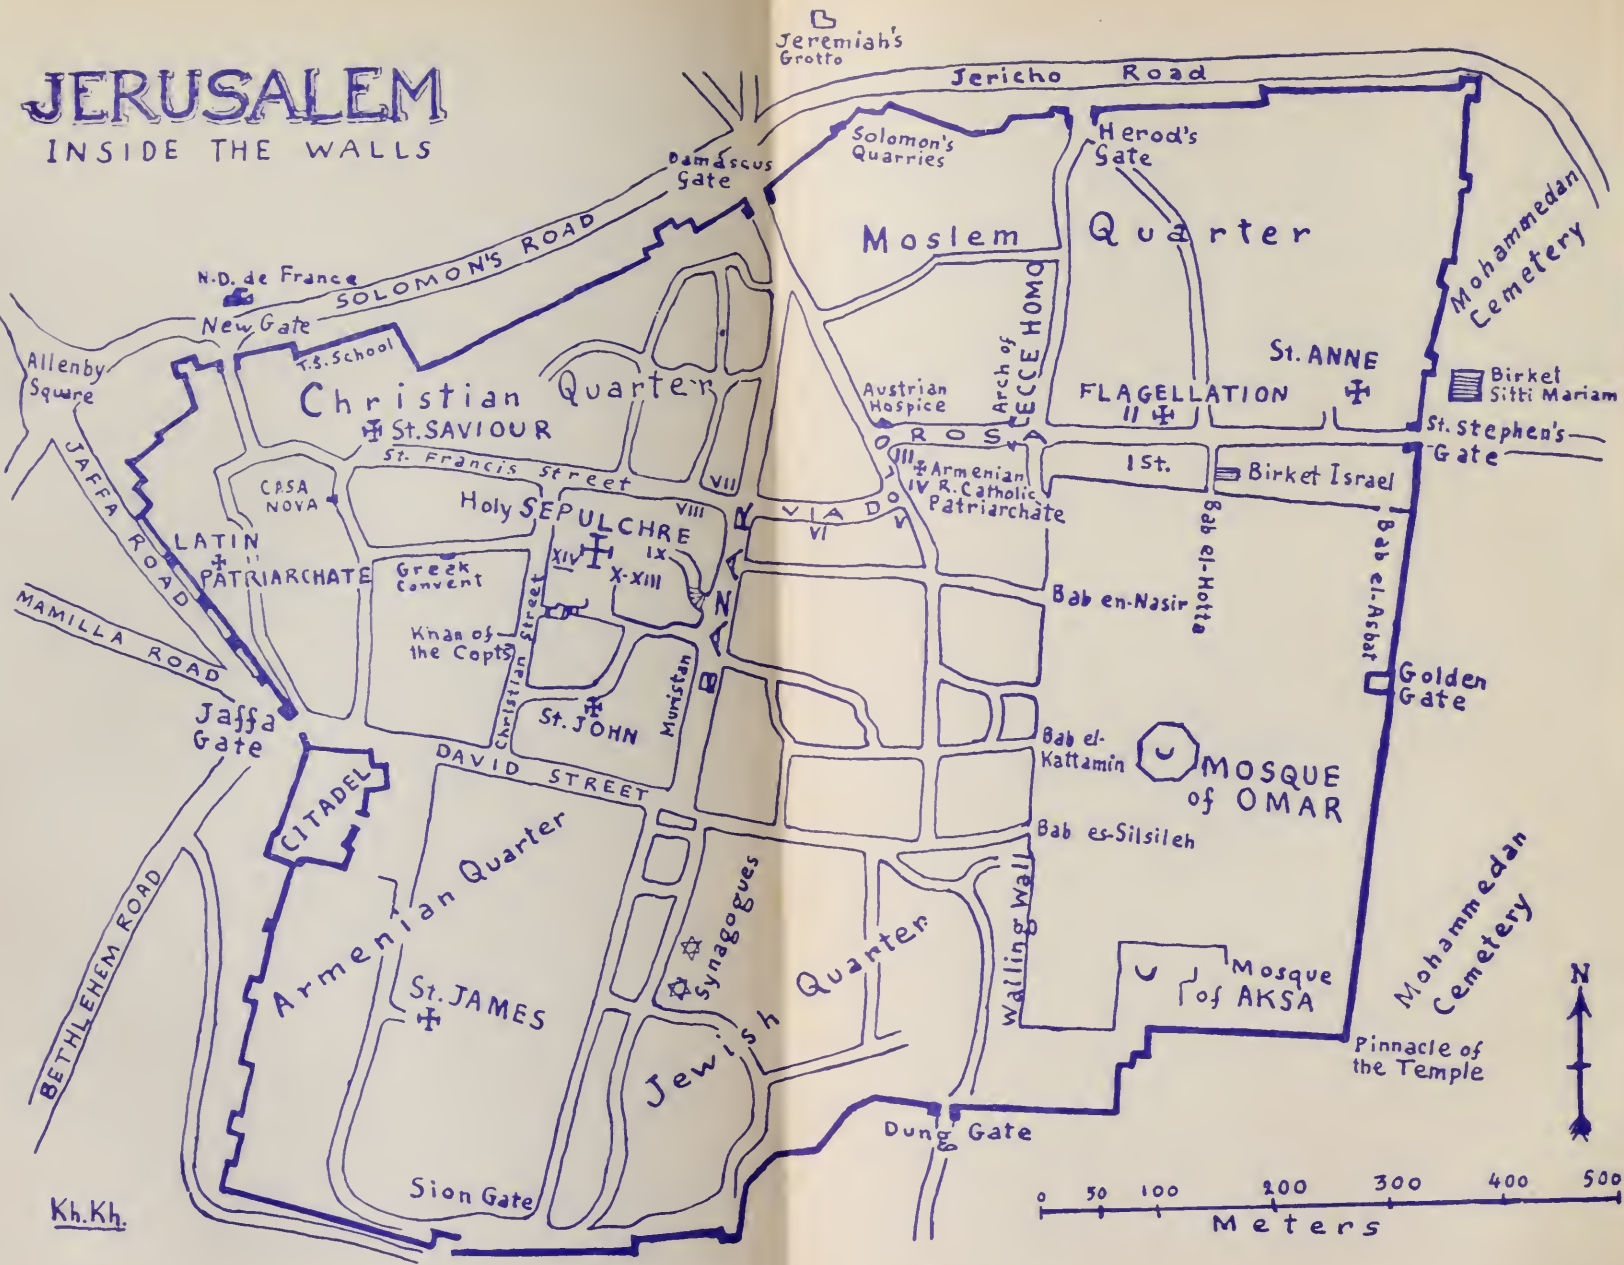 JERUSALEM
INSIDE THE WALLS
Jeremiah's
Grotto
Jericho Road
Solomon's
Quarries
Herod's
Gate
Damascus
Gate
Mohammedan
Cemetery
Moslem Quarter
SOLOMON'S ROAD
N.D. de France
New Gate
T.S. School
Allenby
Square
Christian Quarter
St. SAVIOUR
St. Francis Street
Austrian
Hospice
Arch of
ECCE HOMO
St. ANNE
FLAGELLATION
II
Birket
Sitti Mariam
St. Stephen's
Gate
I St.
Birket Israel
III
Armenian
IV R. Catholic
Patriarchate
VIA DOLOROSA
V
VI
VII
VIII
CASA
NOVA
Holy SEPULCHRE
XIV
IX
X-XIII
LATIN
PATRIARCHATE
Greek
Convent
Khan of
the Copts
Christian Street
Muristan
BAZAR
St. JOHN
JAFFA ROAD
MAMILLA ROAD
Jaffa
Gate
DAVID STREET
CITADEL
Bab el-Hotta
Bab el-Asbat
Bab en-Nasir
Golden
Gate
Bab el-
Kattamin
MOSQUE
of OMAR
Bab es-Silsileh
Armenian Quarter
Synagogues
Jewish Quarter
Walling Wall
Mosque
of AKSA
Mohammedan
Cemetery
Pinnacle of
the Temple
BETHLEHEM ROAD
St. JAMES
Sion Gate
Dung Gate
N
0 50 100 200 300 400 500
Meters
Kh.Kh.